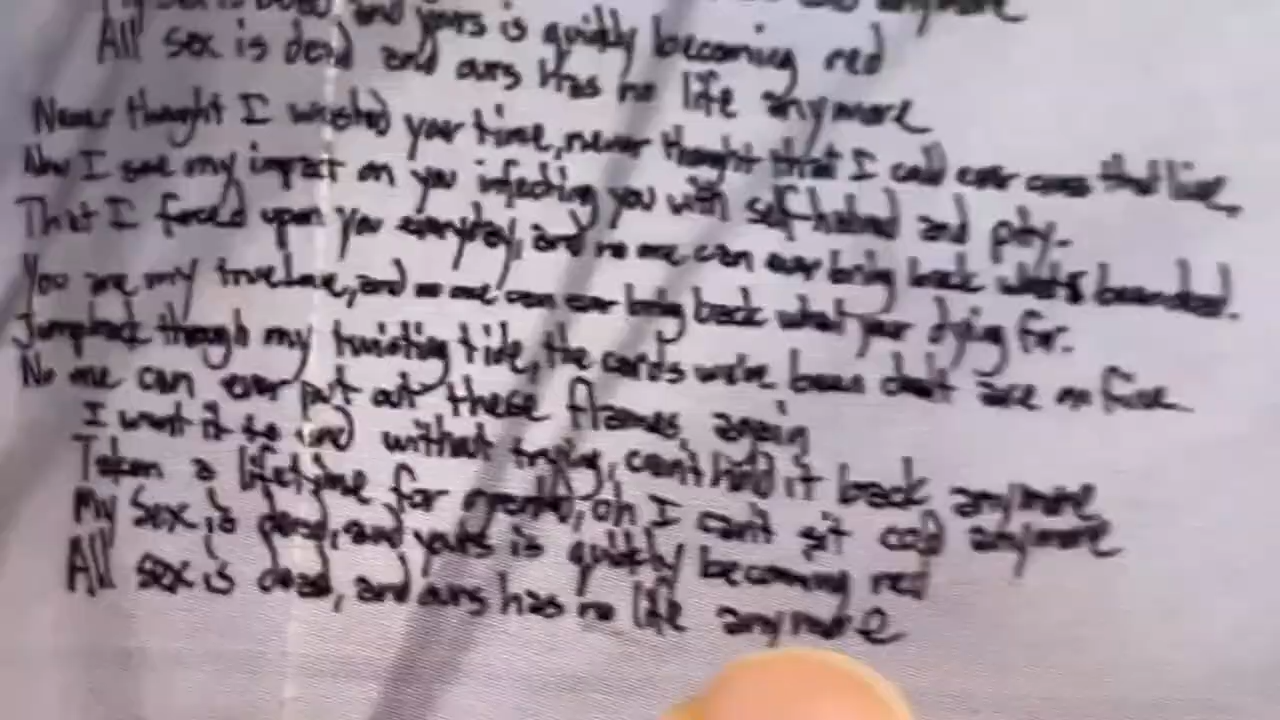 and yours is quickly becoming red
All sex is dead and ours has no life anymore
Never thought I wasted your time, never thought that I could ever cross that line.
Now I see my impact on you infecting you with self-hatred and pity.
That I forced upon you everyday, and no one can ever bring back what's
You are my true love, and no one can ever bring back what your dying for.
Jumpback though my twisting tide, the cards we've been dealt are on fire.
No one can ever put out these flames again
I want it to end without trying, can't hold it back anymore
Taken a lifetime for oh I can't sit anymore
My sex is dead, and yours is quickly becoming red
All sex is dead, and ours has no life anymore